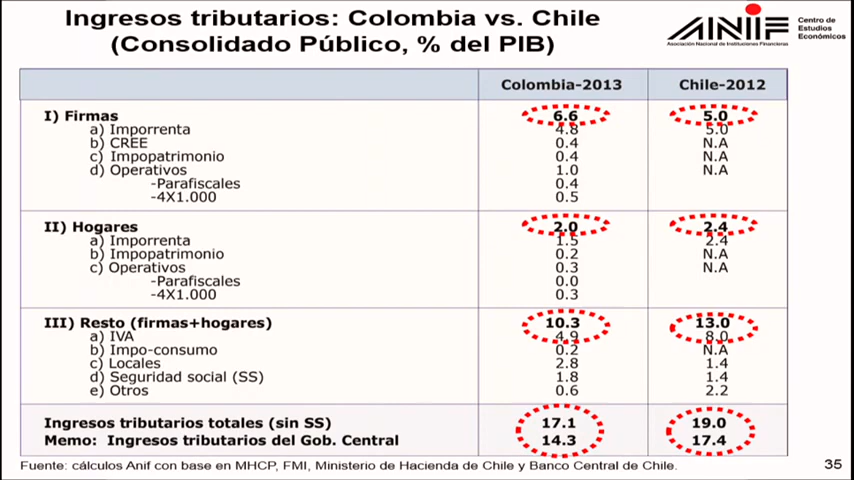 Ingresos tributarios: Colombia vs. Chile
(Consolidado Público, % del PIB)
ANIF
Asociación Nacional de Instituciones Financieras
Centro de
Estudios
Económicos
Colombia-2013 Chile-2012
I) Firmas 6.6 5.0
a) Imporrenta 4.8 5.0
b) CREE 0.4 N.A
c) Impopatrimonio 0.4 N.A
d) Operativos 1.0 N.A
-Parafiscales 0.4
-4X1.000 0.5
II) Hogares 2.0 2.4
a) Imporrenta 1.5 2.4
b) Impopatrimonio 0.2 N.A
c) Operativos 0.3 N.A
-Parafiscales 0.0
-4X1.000 0.3
III) Resto (firmas+hogares) 10.3 13.0
a) IVA 4.9 8.0
b) Impo-consumo 0.2 N.A
c) Locales 2.8 1.4
d) Seguridad social (SS) 1.8 1.4
e) Otros 0.6 2.2
Ingresos tributarios totales (sin SS) 17.1 19.0
Memo: Ingresos tributarios del Gob. Central 14.3 17.4
Fuente: cálculos Anif con base en MHCP, FMI, Ministerio de Hacienda de Chile y Banco Central de Chile.
35